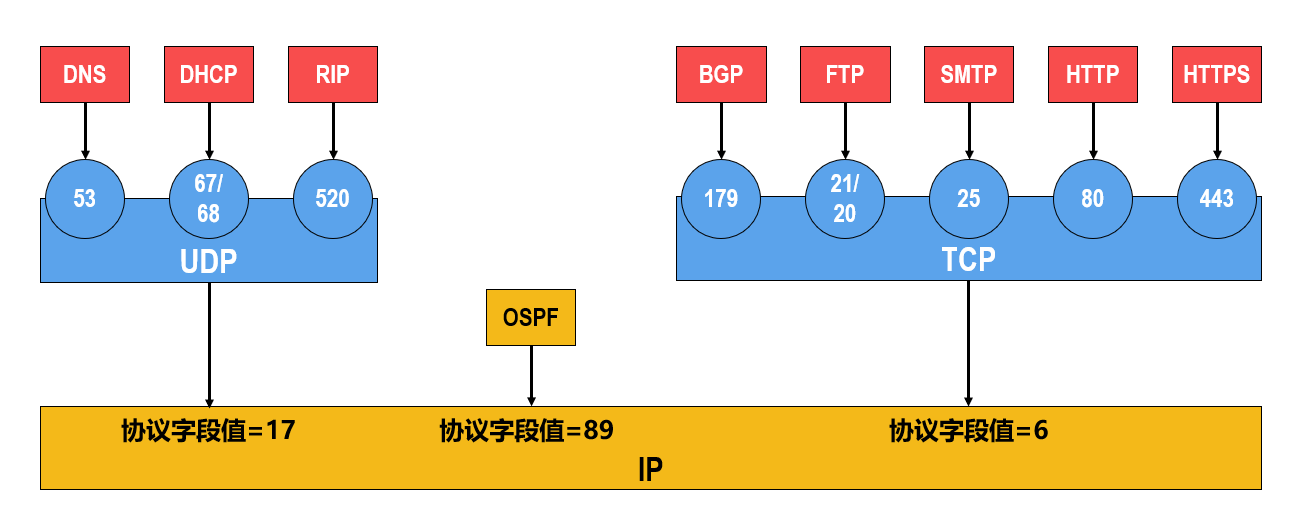 DNS
DHCP
RIP
BGP
FTP
SMTP
HTTP
HTTPS
53
67/
68
520
179
21/
20
25
80
443
UDP
TCP
OSPF
协议字段值=17
协议字段值=89
协议字段值=6
IP